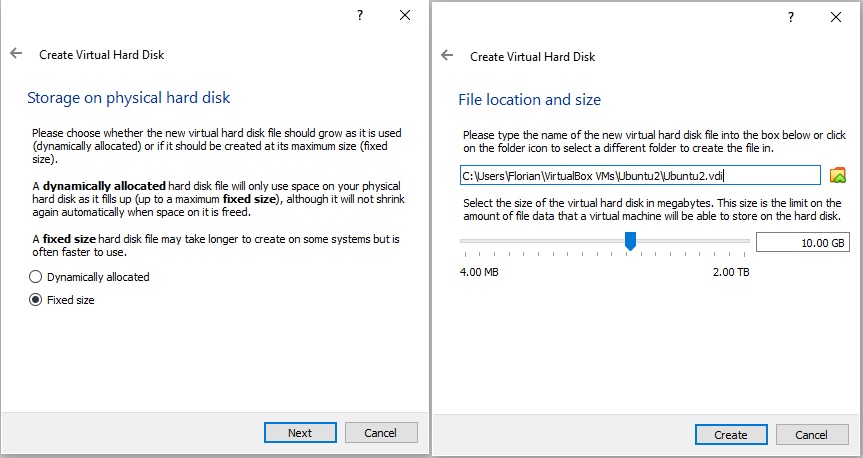 ?
Create Virtual Hard Disk
Storage on physical hard disk
Please choose whether the new virtual hard disk file should grow as it is used
(dynamically allocated) or if it should be created at its maximum size (fixed
size).
A dynamically allocated hard disk file will only use space on your physical
hard disk as it fills up (up to a maximum fixed size), although it will not shrink
again automatically when space on it is freed.
A fixed size hard disk file may take longer to create on some systems but is
often faster to use.
Dynamically allocated
Fixed size
Next
Cancel
?
Create Virtual Hard Disk
File location and size
Please type the name of the new virtual hard disk file into the box below or click
on the folder icon to select a different folder to create the file in.
C:\Users\Florian\VirtualBox VMs\Ubuntu2\Ubuntu2.vdi
Select the size of the virtual hard disk in megabytes. This size is the limit on the
amount of file data that a virtual machine will be able to store on the hard disk.
10.00 GB
4.00 MB
2.00 TB
Create
Cancel